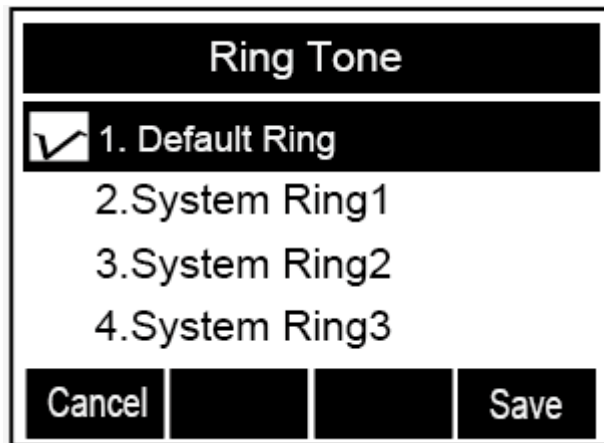 Ring Tone
1. Default Ring
2.System Ring1
3.System Ring2
4.System Ring3
Cancel Save